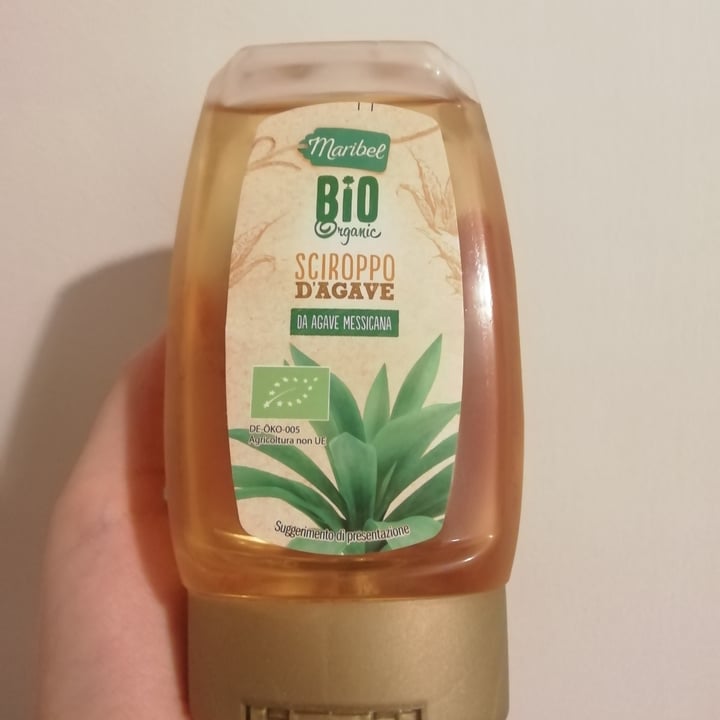 Maribel
BiO
Organic
SCIROPPO
D'AGAVE
DA AGAVE MESSICANA
DE-ÖKO-005
Agricoltura non UE
Suggerimento di presentazione